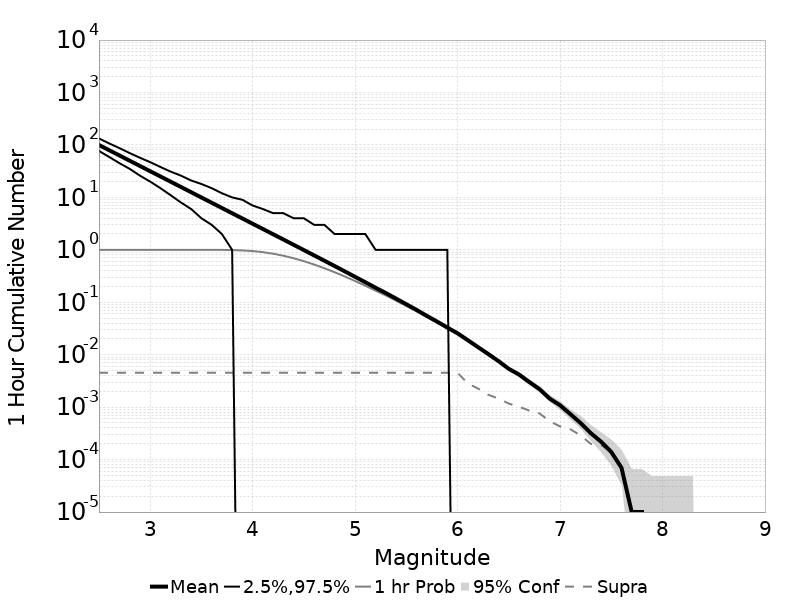 10^4
10^3
10^2
10^1
10^0
10^-1
10^-2
10^-3
10^-4
10^-5
1 Hour Cumulative Number
3 4 5 6 7 8 9
Magnitude
Mean 2.5%,97.5% 1 hr Prob 95% Conf Supra